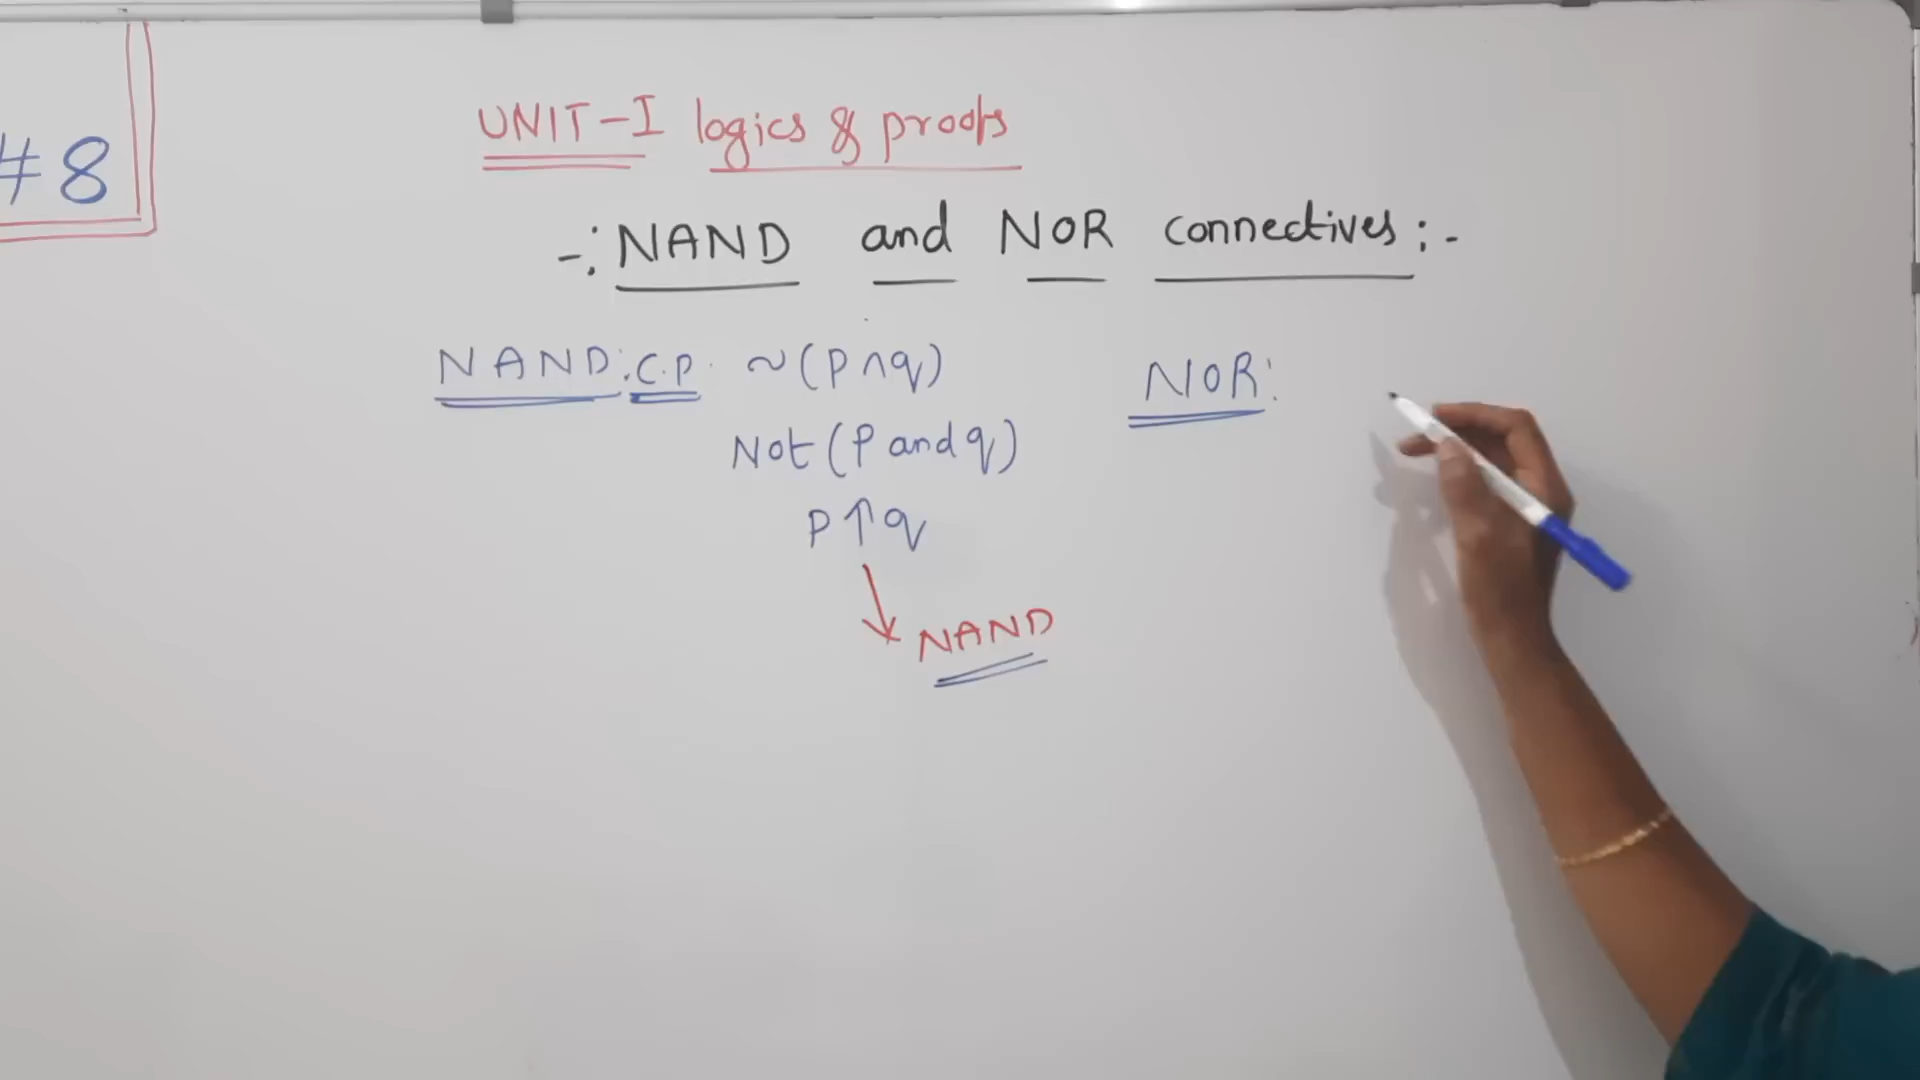 #8
UNIT-I logics & proofs
-: NAND and NOR connectives :-
NAND: C.P. ~(p∧q)
Not (P and q)
P↑q
NAND
NOR: